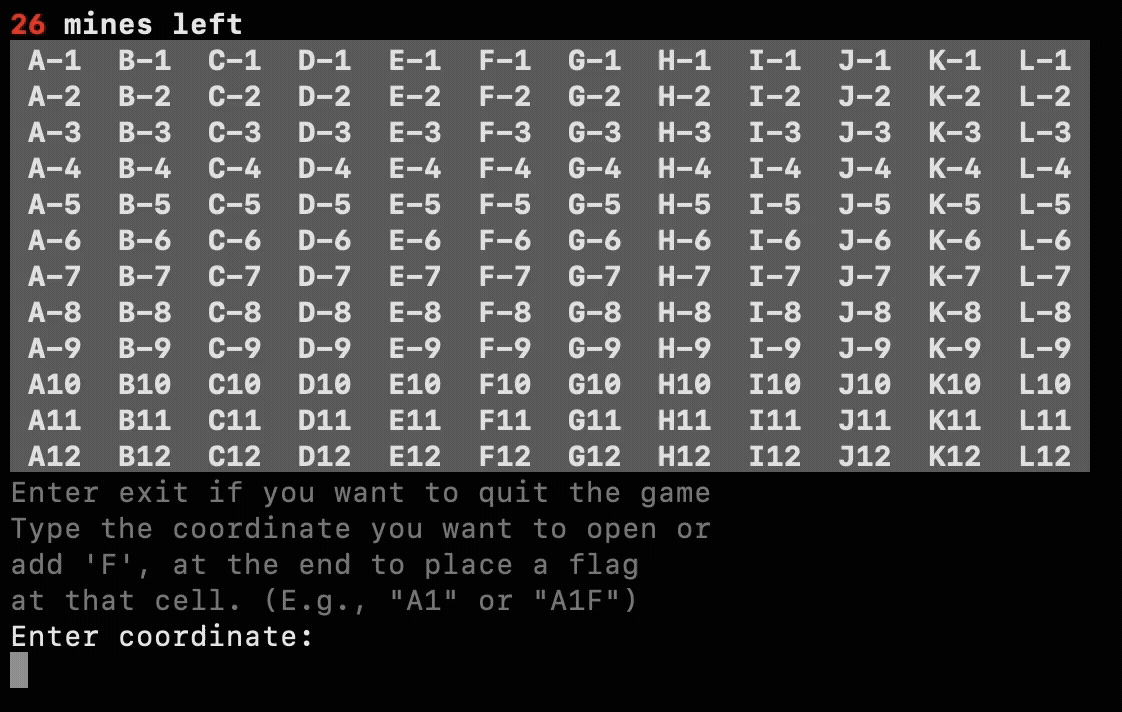 26 mines left
A-1 B-1 C-1 D-1 E-1 F-1 G-1 H-1 I-1 J-1 K-1 L-1
A-2 B-2 C-2 D-2 E-2 F-2 G-2 H-2 I-2 J-2 K-2 L-2
A-3 B-3 C-3 D-3 E-3 F-3 G-3 H-3 I-3 J-3 K-3 L-3
A-4 B-4 C-4 D-4 E-4 F-4 G-4 H-4 I-4 J-4 K-4 L-4
A-5 B-5 C-5 D-5 E-5 F-5 G-5 H-5 I-5 J-5 K-5 L-5
A-6 B-6 C-6 D-6 E-6 F-6 G-6 H-6 I-6 J-6 K-6 L-6
A-7 B-7 C-7 D-7 E-7 F-7 G-7 H-7 I-7 J-7 K-7 L-7
A-8 B-8 C-8 D-8 E-8 F-8 G-8 H-8 I-8 J-8 K-8 L-8
A-9 B-9 C-9 D-9 E-9 F-9 G-9 H-9 I-9 J-9 K-9 L-9
A10 B10 C10 D10 E10 F10 G10 H10 I10 J10 K10 L10
A11 B11 C11 D11 E11 F11 G11 H11 I11 J11 K11 L11
A12 B12 C12 D12 E12 F12 G12 H12 I12 J12 K12 L12
Enter exit if you want to quit the game
Type the coordinate you want to open or
add 'F', at the end to place a flag
at that cell. (E.g., "A1" or "A1F")
Enter coordinate: